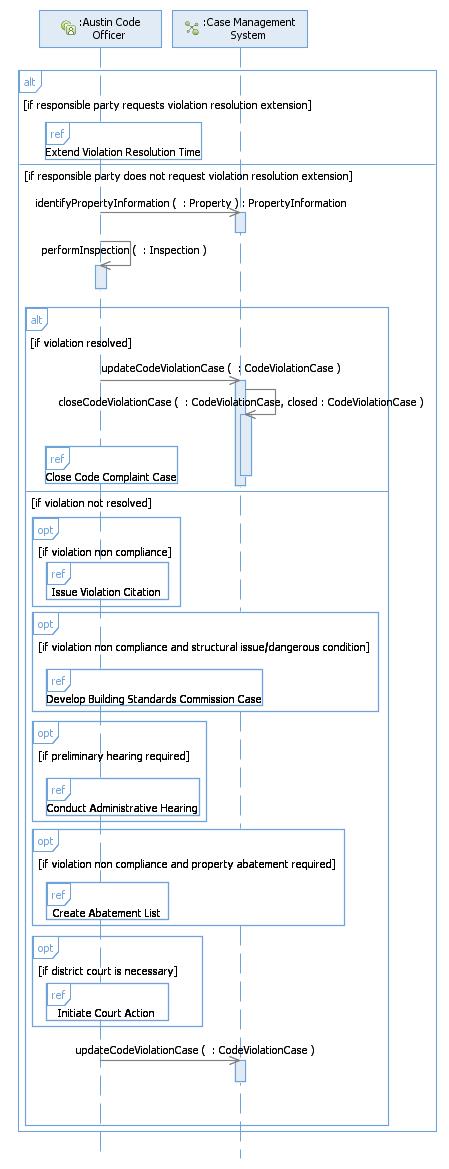 :Austin Code
Officer
:Case Management
System
alt
[if responsible party requests violation resolution extension]
ref
Extend Violation Resolution Time
[if responsible party does not request violation resolution extension]
identifyPropertyInformation ( : Property ) : PropertyInformation
performInspection ( : Inspection )
alt
[if violation resolved]
updateCodeViolationCase ( : CodeViolationCase )
closeCodeViolationCase ( : CodeViolationCase, closed : CodeViolationCase )
ref
Close Code Complaint Case
[if violation not resolved]
opt
[if violation non compliance]
ref
Issue Violation Citation
opt
[if violation non compliance and structural issue/dangerous condition]
ref
Develop Building Standards Commission Case
opt
[if preliminary hearing required]
ref
Conduct Administrative Hearing
opt
[if violation non compliance and property abatement required]
ref
Create Abatement List
opt
[if district court is necessary]
ref
Initiate Court Action
updateCodeViolationCase ( : CodeViolationCase )